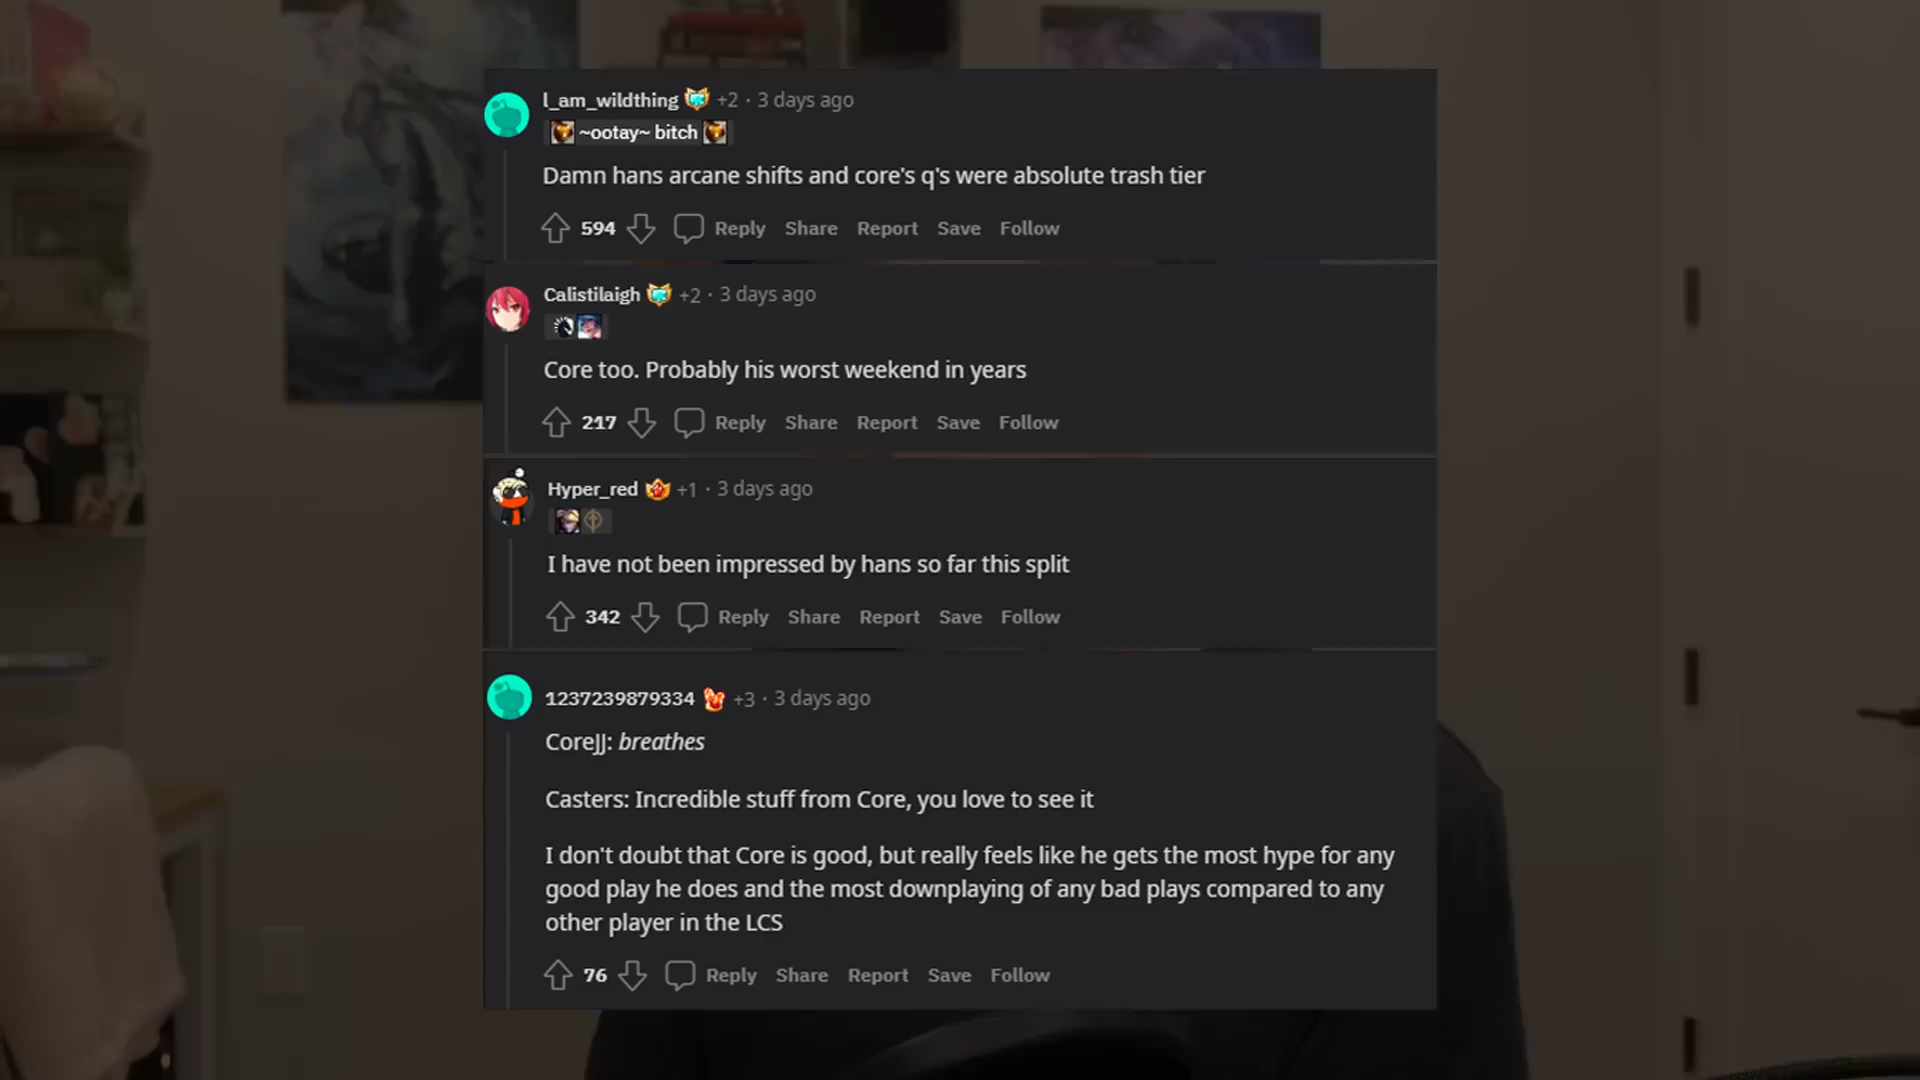 l_am_wildthing +2 · 3 days ago
~ootay~ bitch
Damn hans arcane shifts and core's q's were absolute trash tier
594 Reply Share Report Save Follow
Calistilaigh +2 · 3 days ago
Core too. Probably his worst weekend in years
217 Reply Share Report Save Follow
Hyper_red +1 · 3 days ago
I have not been impressed by hans so far this split
342 Reply Share Report Save Follow
1237239879334 +3 · 3 days ago
CoreJJ: breathes
Casters: Incredible stuff from Core, you love to see it
I don't doubt that Core is good, but really feels like he gets the most hype for any
good play he does and the most downplaying of any bad plays compared to any
other player in the LCS
76 Reply Share Report Save Follow